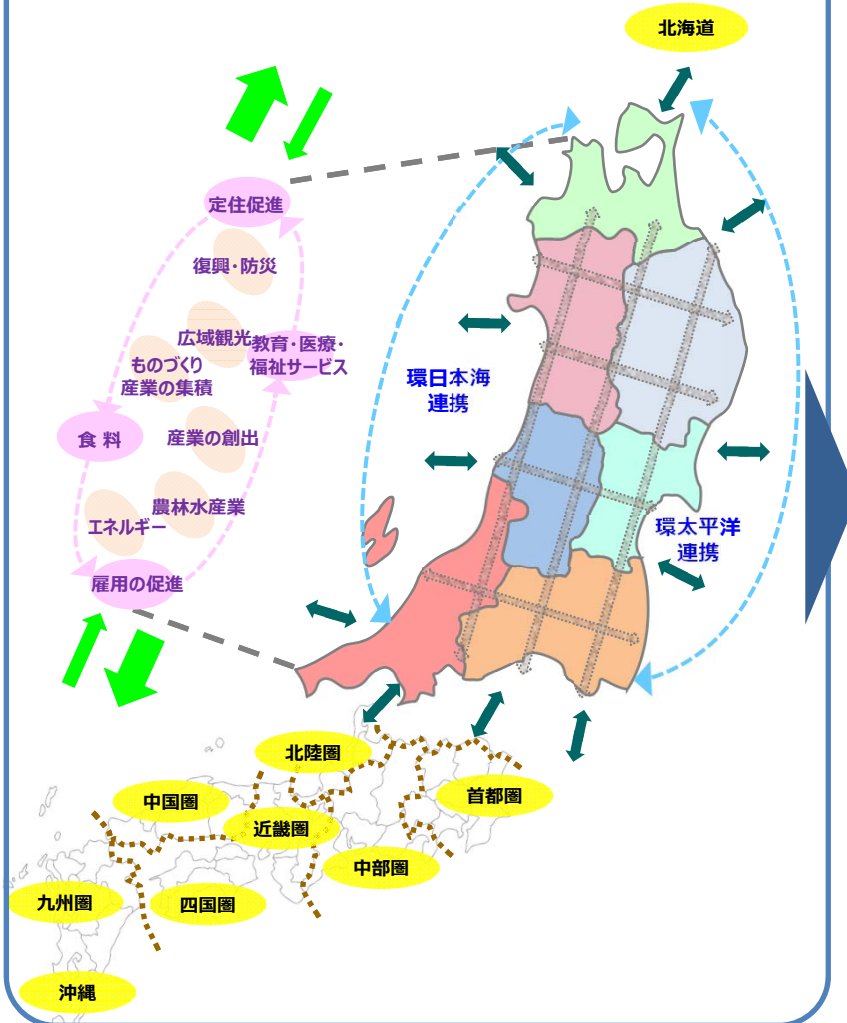 北海道
定住促進
復興・防災
広域観光
教育・医療・
福祉サービス
ものづくり
産業の集積
環日本海
連携
食 料
産業の創出
農林水産業
エネルギー
環太平洋
連携
雇用の促進
北陸圏
中国圏
首都圏
近畿圏
中部圏
九州圏
四国圏
沖縄